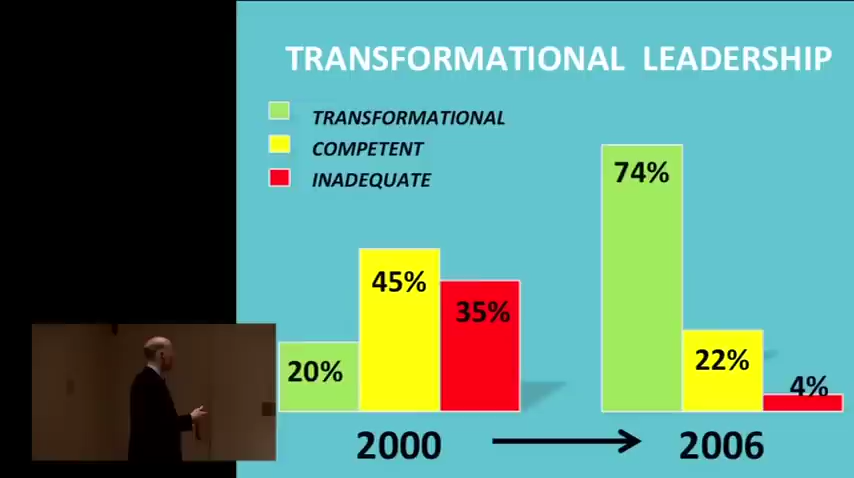 TRANSFORMATIONAL LEADERSHIP
TRANSFORMATIONAL
COMPETENT
INADEQUATE
20%
45%
35%
74%
22%
4%
2000
2006